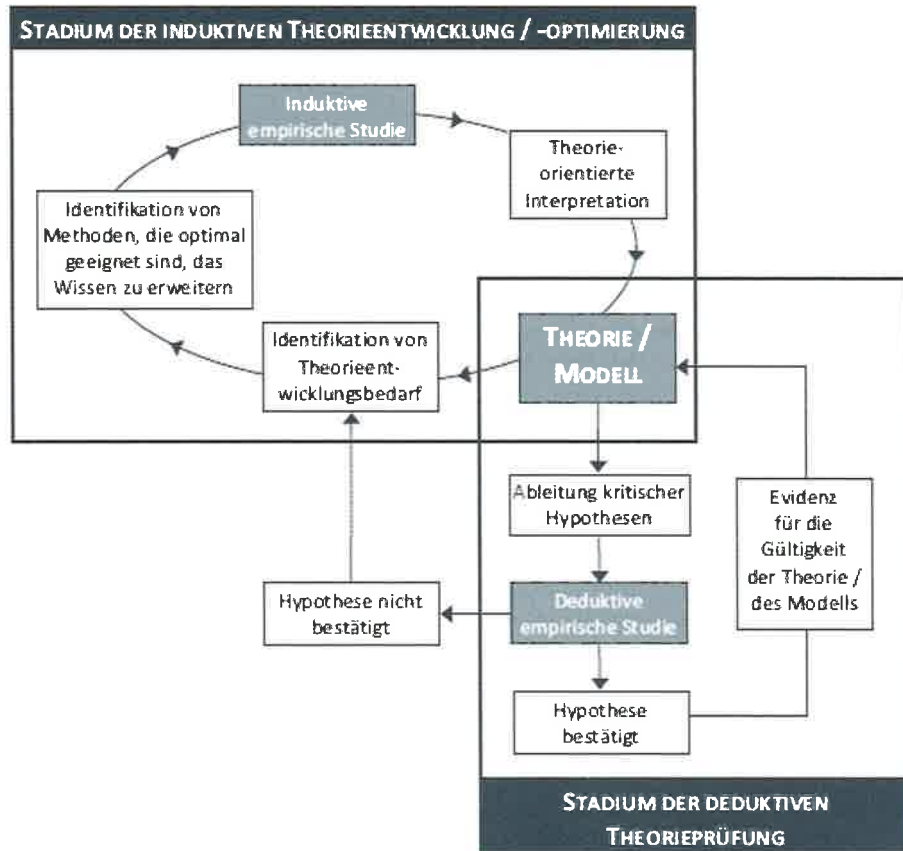 STADIUM DER INDUKTIVEN THEORIEENTWICKLUNG / -OPTIMIERUNG
Induktive
empirische Studie
Theorie-
orientierte
Interpretation
Identifikation von
Methoden, die optimal
geeignet sind, das
Wissen zu erweitern
Identifikation von
Theorieent-
wicklungsbedarf
THEORIE /
MODELL
Ableitung kritischer
Hypothesen
Evidenz
für die
Gültigkeit
der Theorie /
des Modells
Hypothese nicht
bestätigt
Deduktive
empirische Studie
Hypothese
bestätigt
STADIUM DER DEDUKTIVEN
THEORIEPRÜFUNG